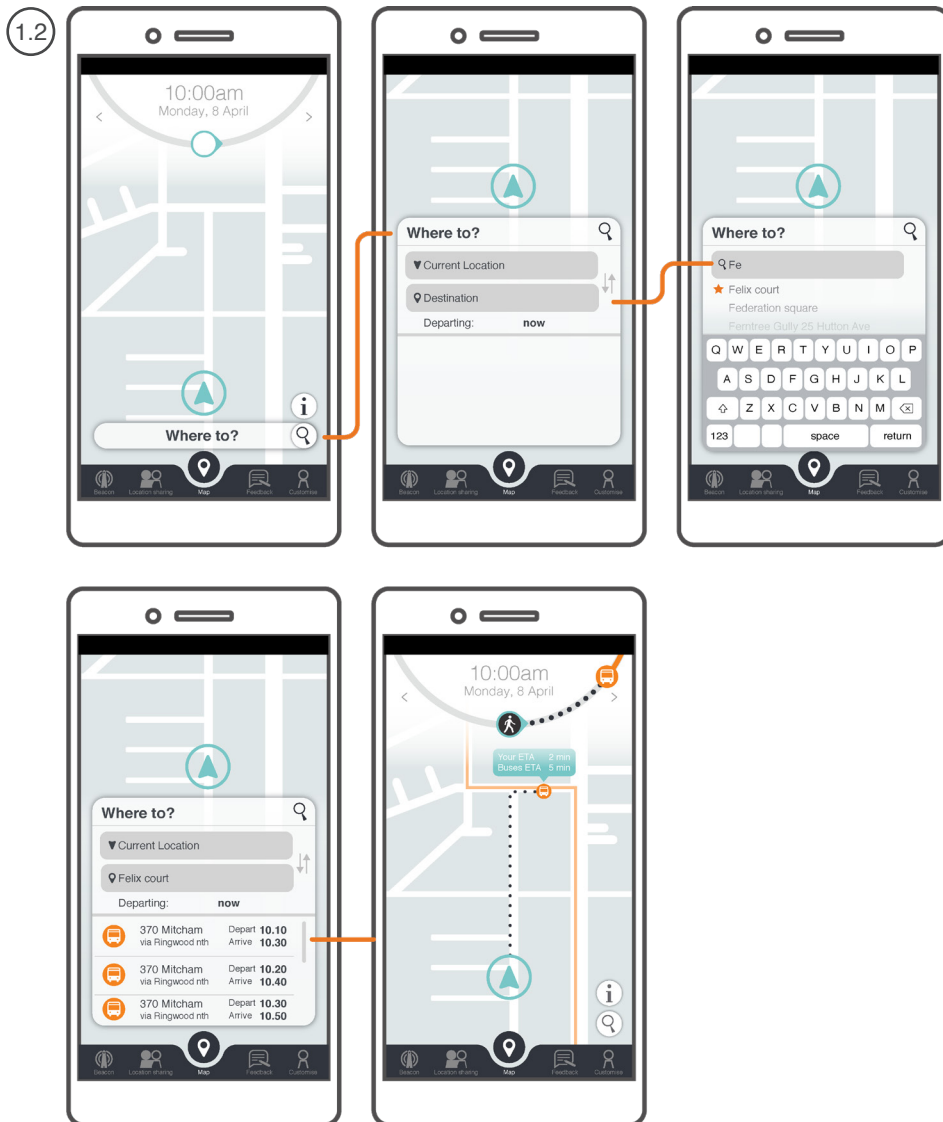 1.2
10:00am
Monday, 8 April
<
>
i
Where to?
Beacon
Location sharing
Map
Feedback
Customise
Where to?
Current Location
Destination
Departing: now
Beacon
Location sharing
Map
Feedback
Customise
Where to?
Fe
Felix court
Federation square
Ferntree Gully 25 Hutton Ave
Q W E R T Y U I O P
A S D F G H J K L
Z X C V B N M
123 space return
Beacon
Location sharing
Map
Feedback
Customise
Where to?
Current Location
Felix court
Departing: now
370 Mitcham Depart 10.10
via Ringwood nth Arrive 10.30
370 Mitcham Depart 10.20
via Ringwood nth Arrive 10.40
370 Mitcham Depart 10.30
via Ringwood nth Arrive 10.50
Beacon
Location sharing
Map
Feedback
Customise
10:00am
Monday, 8 April
<
>
Your ETA 2 min
Buses ETA 5 min
i
Beacon
Location sharing
Map
Feedback
Customise